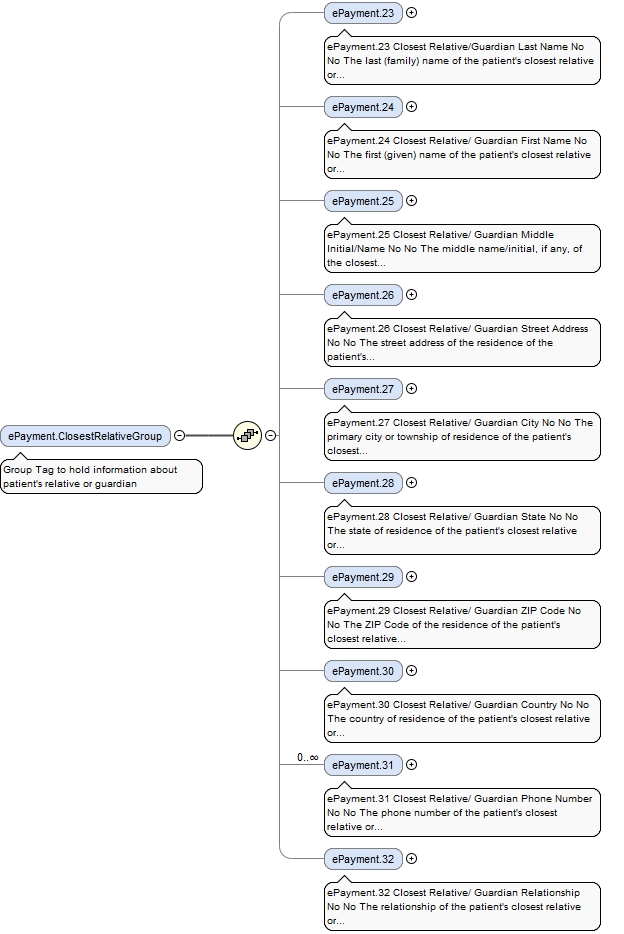 ePayment.23
ePayment.23 Closest Relative/Guardian Last Name No
No The last (family) name of the patient's closest relative
or...
ePayment.24
ePayment.24 Closest Relative/ Guardian First Name No
No The first (given) name of the patient's closest relative
or...
ePayment.25
ePayment.25 Closest Relative/ Guardian Middle
Initial/Name No No The middle name/initial, if any, of
the closest...
ePayment.26
ePayment.26 Closest Relative/ Guardian Street Address
No No The street address of the residence of the
patient's...
ePayment.27
ePayment.27 Closest Relative/ Guardian City No No The
primary city or township of residence of the patient's
closest...
ePayment.ClosestRelativeGroup
Group Tag to hold information about
patient's relative or guardian
ePayment.28
ePayment.28 Closest Relative/ Guardian State No No
The state of residence of the patient's closest relative
or...
ePayment.29
ePayment.29 Closest Relative/ Guardian ZIP Code No
No The ZIP Code of the residence of the patient's
closest relative...
ePayment.30
ePayment.30 Closest Relative/ Guardian Country No No
The country of residence of the patient's closest relative
or...
0..∞
ePayment.31
ePayment.31 Closest Relative/ Guardian Phone Number
No No The phone number of the patient's closest
relative or...
ePayment.32
ePayment.32 Closest Relative/ Guardian Relationship
No No The relationship of the patient's closest relative
or...